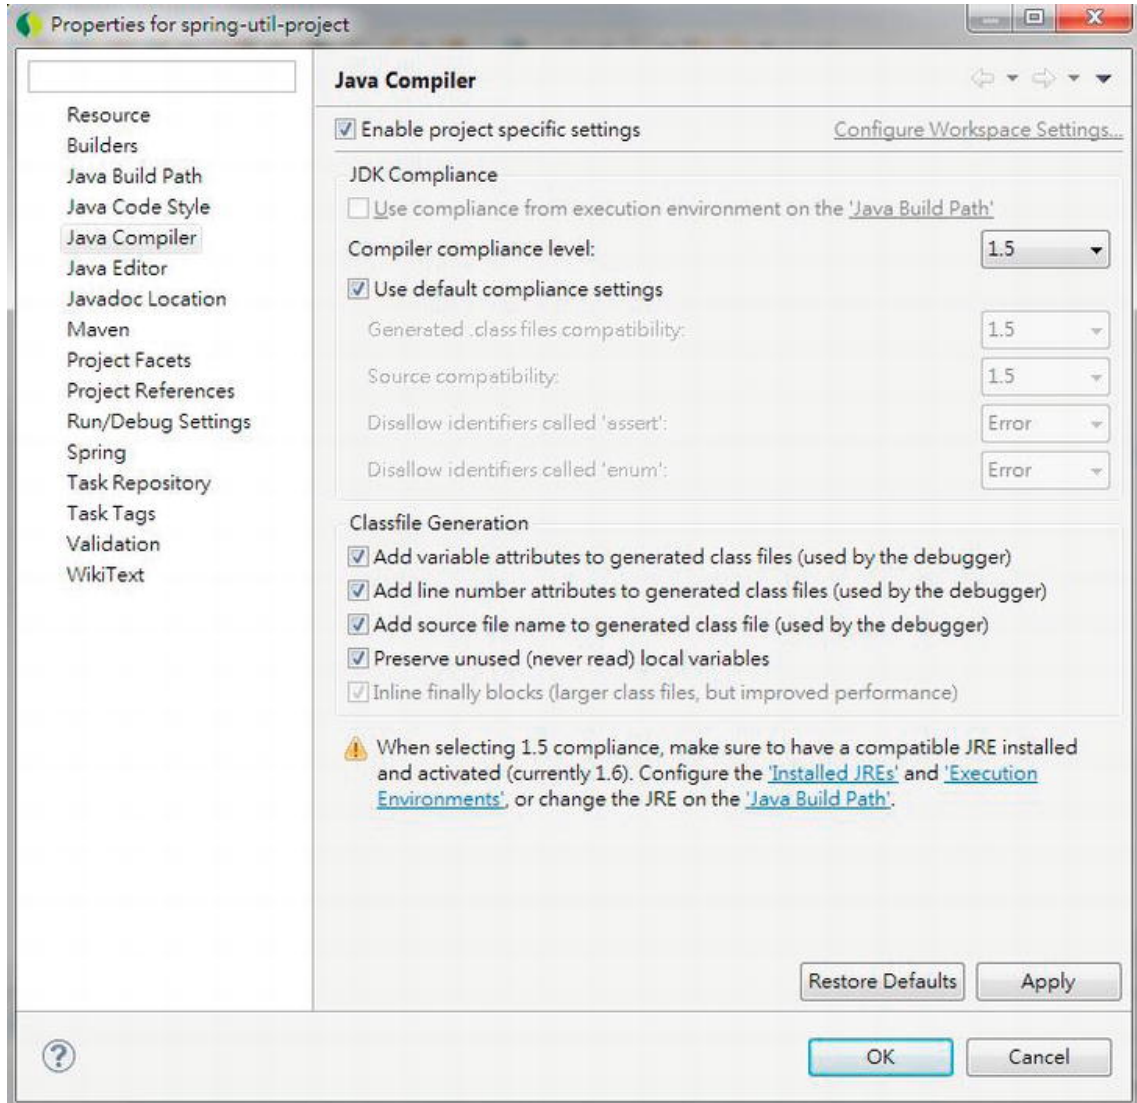 Properties for spring-util-project
Resource
Builders
Java Build Path
Java Code Style
Java Compiler
Java Editor
Javadoc Location
Maven
Project Facets
Project References
Run/Debug Settings
Spring
Task Repository
Task Tags
Validation
WikiText
Java Compiler
Enable project specific settings
Configure Workspace Settings...
JDK Compliance
Use compliance from execution environment on the 'Java Build Path'
Compiler compliance level: 1.5
Use default compliance settings
Generated .class files compatibility: 1.5
Source compatibility: 1.5
Disallow identifiers called 'assert': Error
Disallow identifiers called 'enum': Error
Classfile Generation
Add variable attributes to generated class files (used by the debugger)
Add line number attributes to generated class files (used by the debugger)
Add source file name to generated class file (used by the debugger)
Preserve unused (never read) local variables
Inline finally blocks (larger class files, but improved performance)
When selecting 1.5 compliance, make sure to have a compatible JRE installed
and activated (currently 1.6). Configure the 'Installed JREs' and 'Execution
Environments', or change the JRE on the 'Java Build Path'.
Restore Defaults
Apply
OK
Cancel